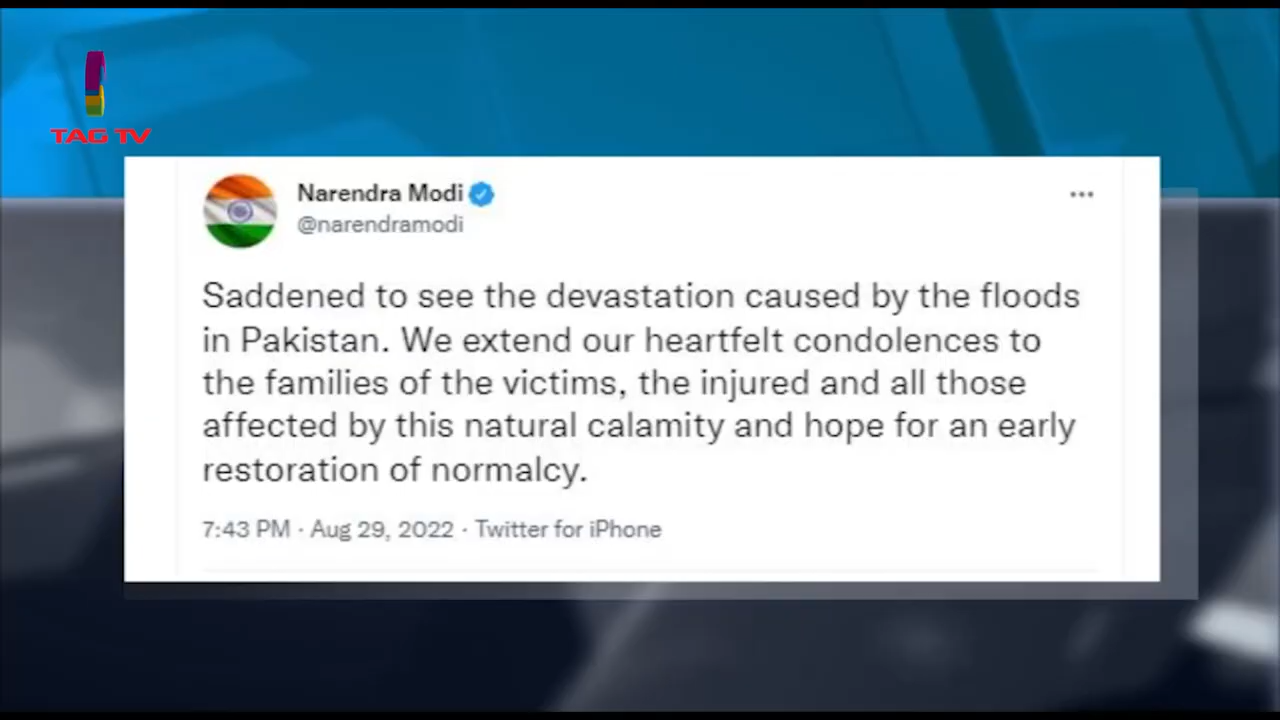 TAG TV
Narendra Modi
@narendramodi
Saddened to see the devastation caused by the floods
in Pakistan. We extend our heartfelt condolences to
the families of the victims, the injured and all those
affected by this natural calamity and hope for an early
restoration of normalcy.
7:43 PM · Aug 29, 2022 · Twitter for iPhone